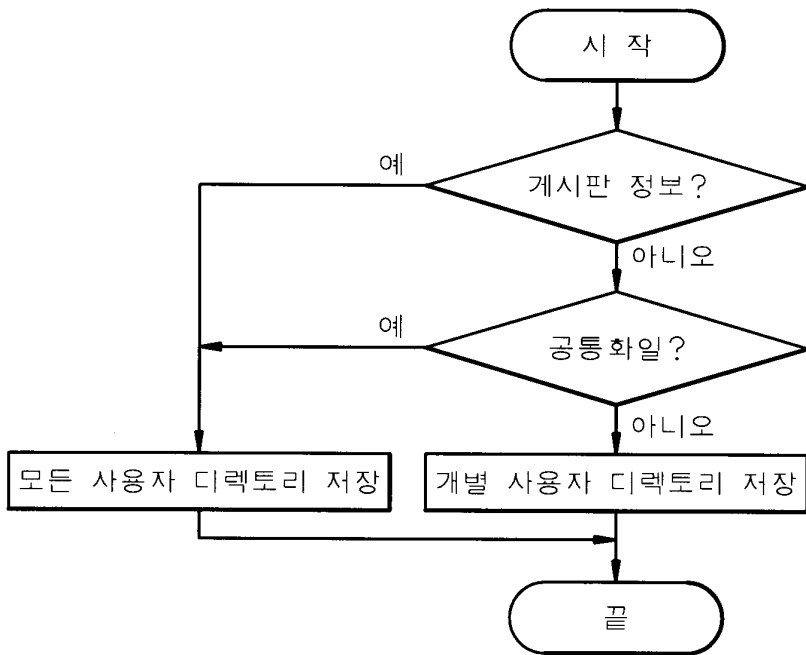 시 작
예
게시판 정보?
아니오
예
공통화일?
아니오
모든 사용자 디렉토리 저장
개별 사용자 디렉토리 저장
끝